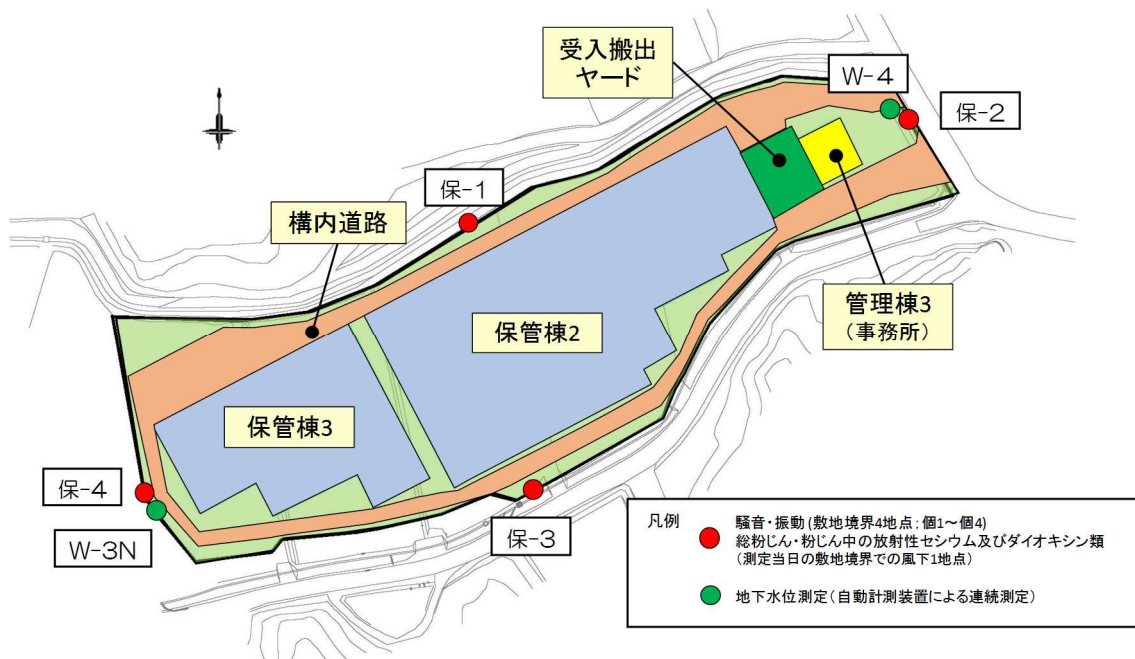 受入搬出
ヤード
W-4
保-2
保-1
構内道路
管理棟3
（事務所）
保管棟2
保管棟3
保-4
W-3N
保-3
凡例
騒音・振動(敷地境界4地点;個1～個4)
総粉じん・粉じん中の放射性セシウム及びダイオキシン類
（測定当日の敷地境界での風下1地点）
地下水位測定（自動計測装置による連続測定）